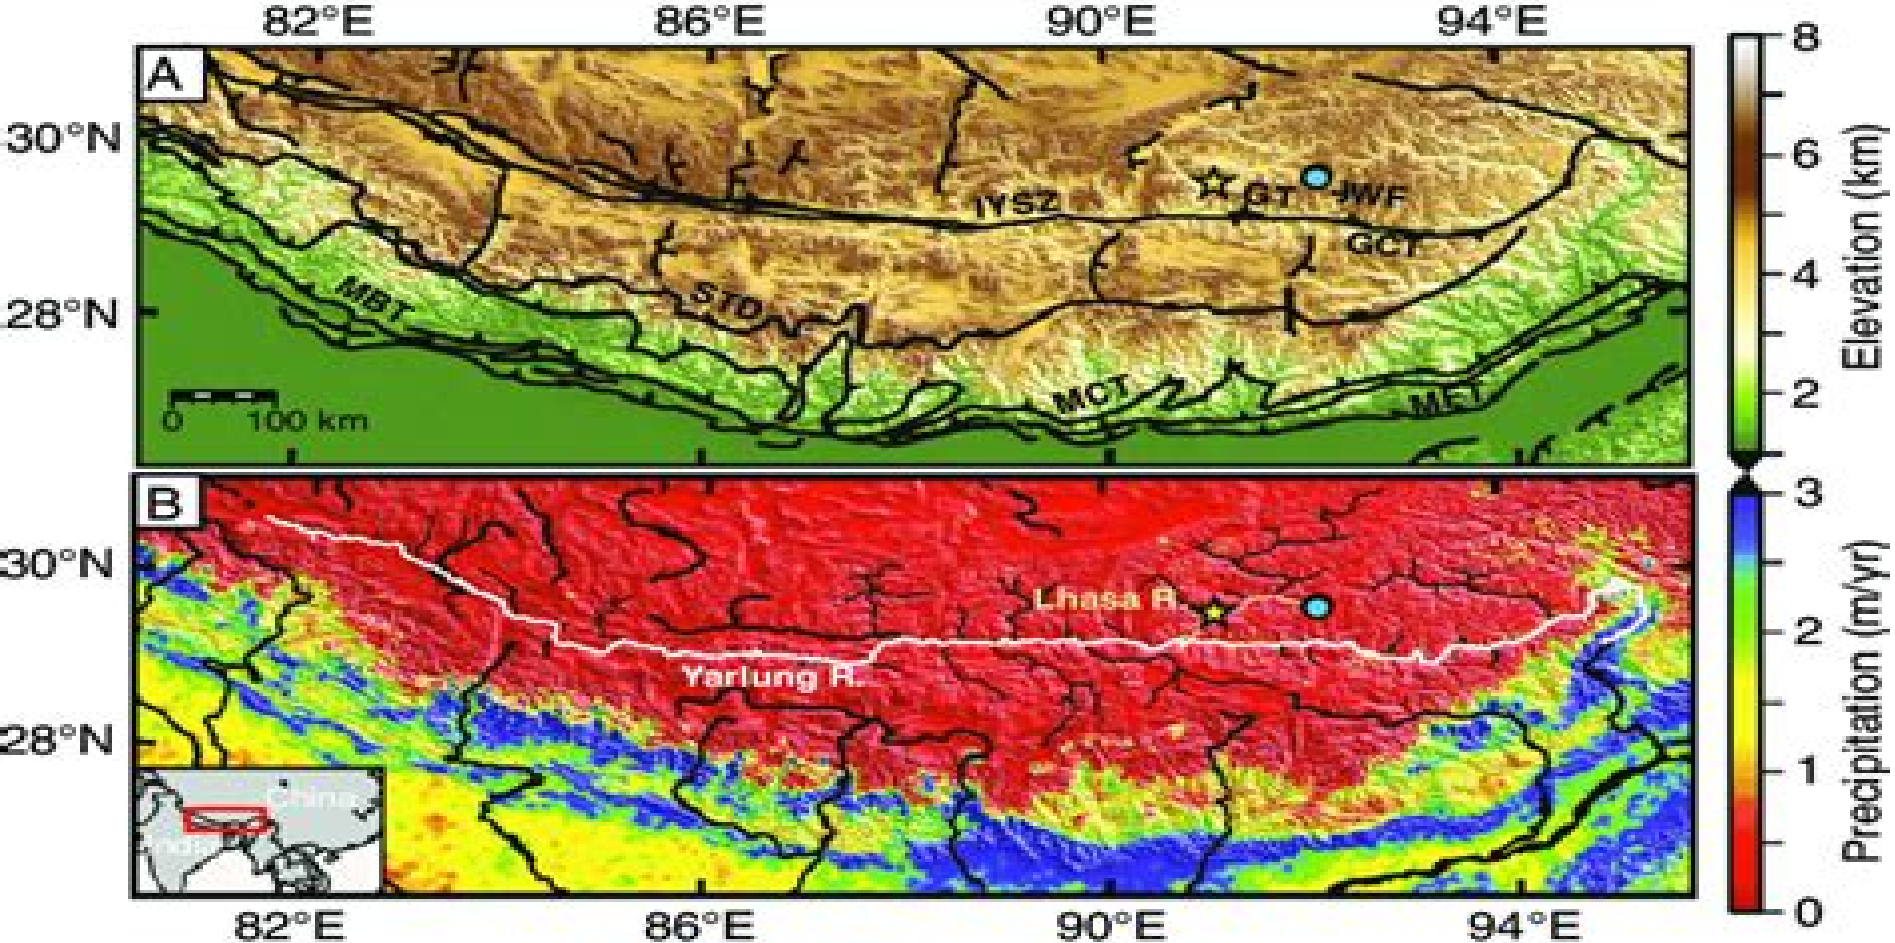 82°E 86°E 90°E 94°E
A
30°N
28°N
IYSZ
GT
JWF
GCT
MBT
STD
MCT
MFT
0 100 km
8
6
4
2
Elevation (km)
B
30°N
28°N
Lhasa R.
Yarlung R.
China
India
3
2
1
0
Precipitation (m/yr)
82°E 86°E 90°E 94°E